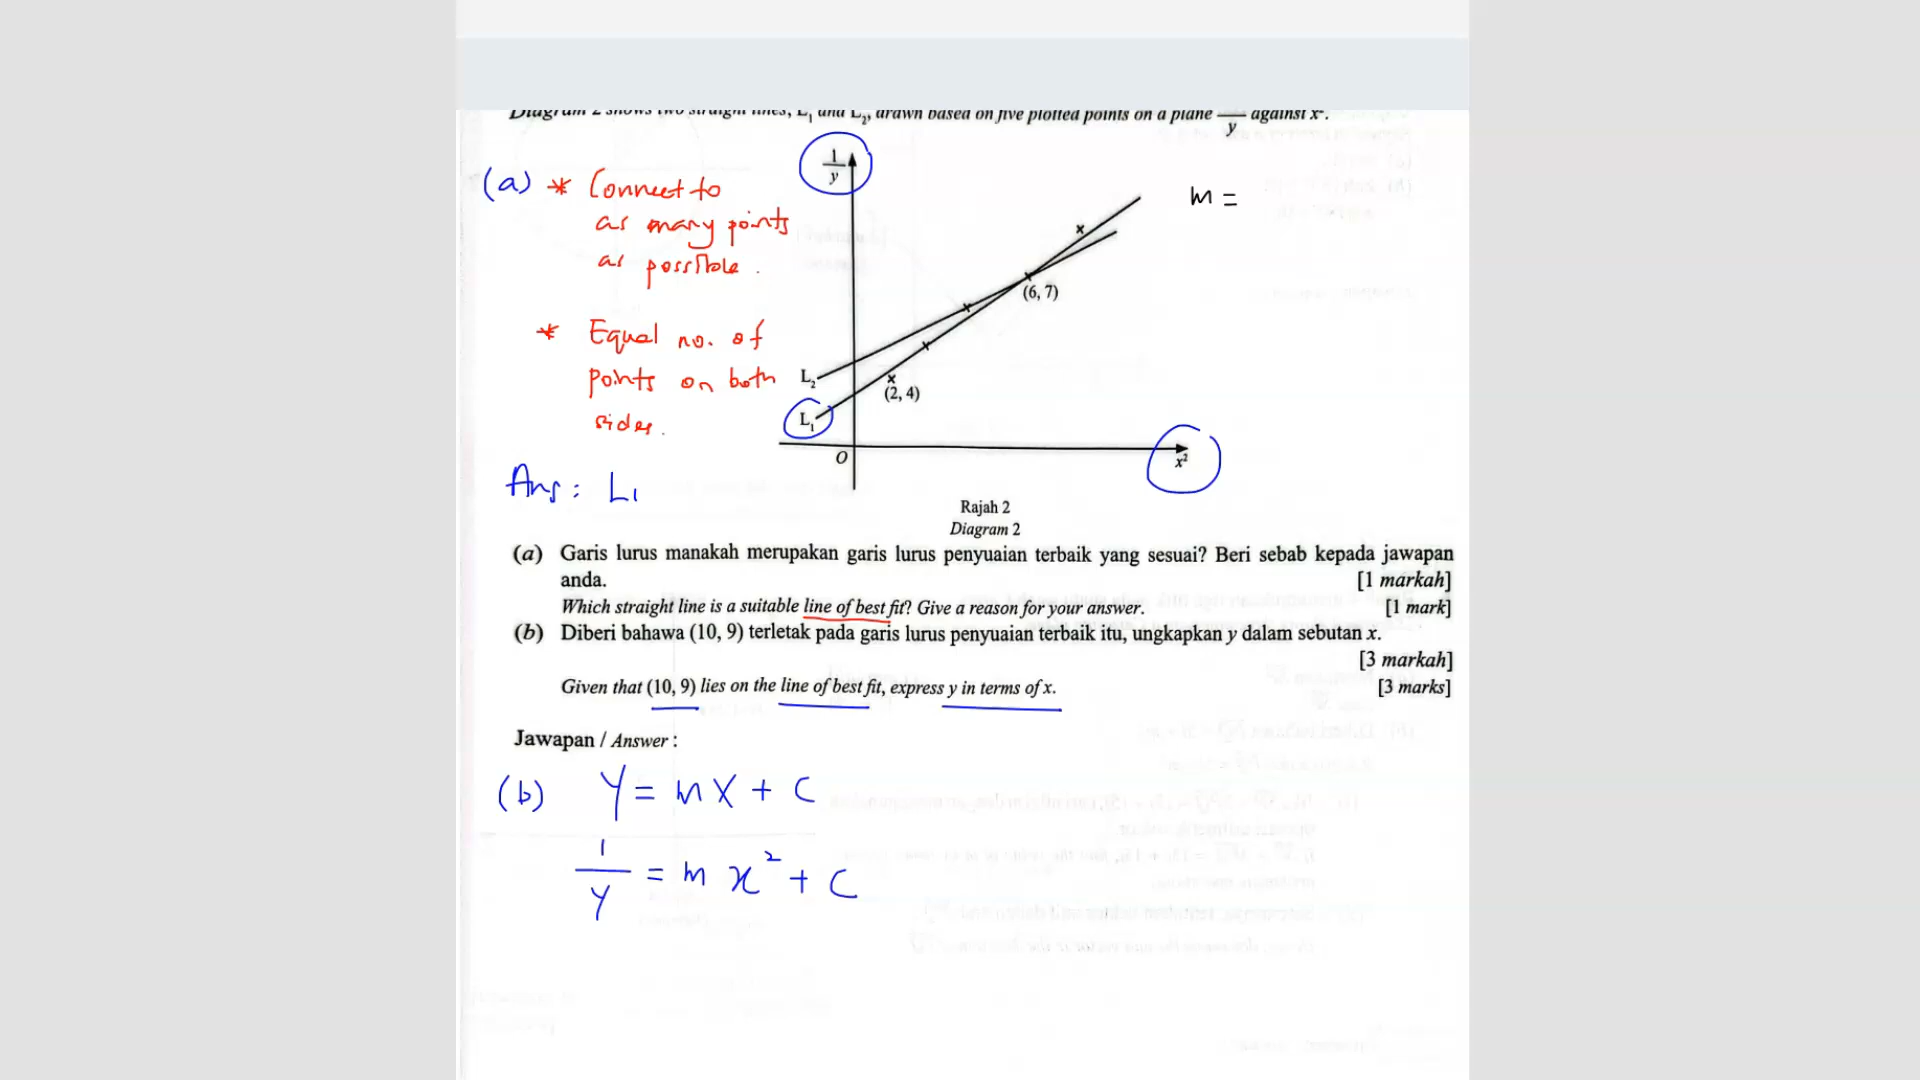 Diagram 2 shows two straight lines, L₁ and L₂, drawn based on five plotted points on a plane ―/y against x².
(a) * Connect to
as many points
as possible.
* Equal no. of
points on both
sides.
Ans: L1
1/y
m =
(6, 7)
L₂
(2, 4)
L₁
O
x²
Rajah 2
Diagram 2
(a) Garis lurus manakah merupakan garis lurus penyuaian terbaik yang sesuai? Beri sebab kepada jawapan
anda. [1 markah]
Which straight line is a suitable line of best fit? Give a reason for your answer. [1 mark]
(b) Diberi bahawa (10, 9) terletak pada garis lurus penyuaian terbaik itu, ungkapkan y dalam sebutan x.
[3 markah]
Given that (10, 9) lies on the line of best fit, express y in terms of x. [3 marks]
Jawapan / Answer :
(b) Y = mX + C
1/y = m x² + C